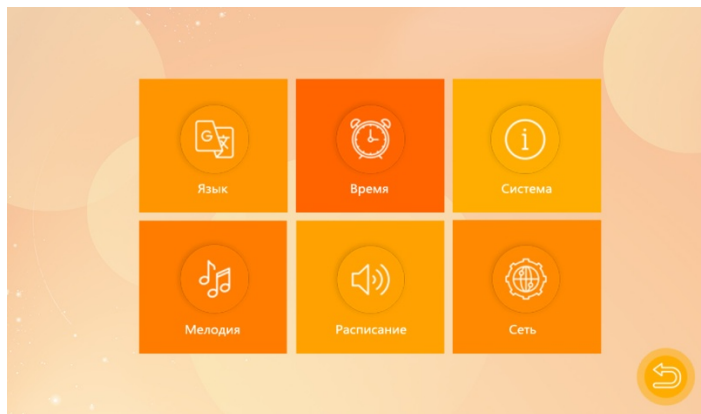 Язык
Время
Система
Мелодия
Расписание
Сеть